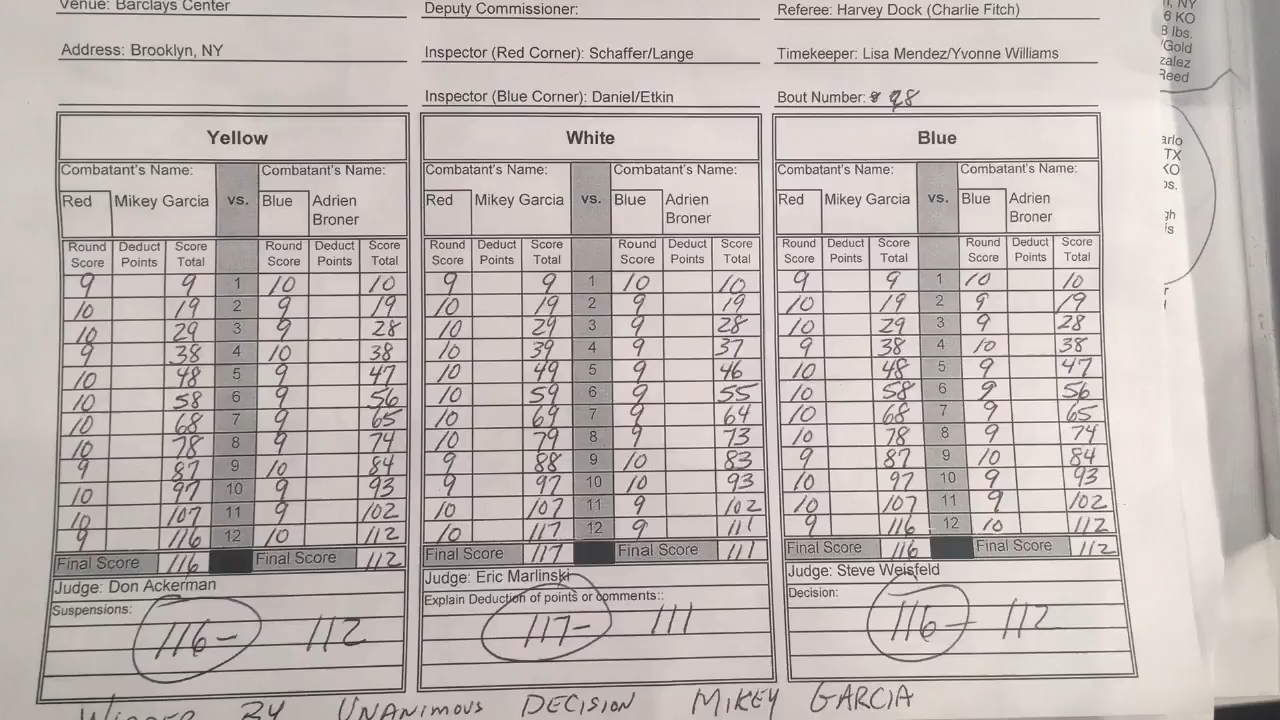 Venue: Barclays Center Deputy Commissioner: Referee: Harvey Dock (Charlie Fitch)
Address: Brooklyn, NY Inspector (Red Corner): Schaffer/Lange Timekeeper: Lisa Mendez/Yvonne Williams
Inspector (Blue Corner): Daniel/Etkin Bout Number: 98
Yellow White Blue
Combatant's Name: Combatant's Name: Combatant's Name: Combatant's Name: Combatant's Name: Combatant's Name:
Red Mikey Garcia vs. Blue Adrien Red Mikey Garcia vs. Blue Adrien Red Mikey Garcia vs. Blue Adrien
Broner Broner Broner
Round Deduct Score Round Deduct Score Round Deduct Score Round Deduct Score Round Deduct Score Round Deduct Score
Score Points Total Score Points Total Score Points Total Score Points Total Score Points Total Score Points Total
9 9 1 10 10 9 9 1 10 10 9 9 1 10 10
10 19 2 9 19 10 19 2 9 19 10 19 2 9 19
10 29 3 9 28 10 29 3 9 28 10 29 3 9 28
9 38 4 10 38 10 39 4 9 37 9 38 4 10 38
10 48 5 9 47 10 49 5 9 46 10 48 5 9 47
10 58 6 9 56 10 59 6 9 55 10 58 6 9 56
10 68 7 9 65 10 69 7 9 64 10 68 7 9 65
10 78 8 9 74 10 79 8 9 73 10 78 8 9 74
9 87 9 10 84 9 88 9 10 83 9 87 9 10 84
10 97 10 9 93 9 97 10 10 93 10 97 10 9 93
10 107 11 9 102 10 107 11 9 102 10 107 11 9 102
9 116 12 10 112 10 117 12 9 111 9 116 12 10 112
Final Score 116 Final Score 112 Final Score 117 Final Score 111 Final Score 116 Final Score 112
Judge: Don Ackerman Judge: Eric Marlinski Judge: Steve Weisfeld
Suspensions: Explain Deduction of points or comments:: Decision:
116- 112 117- 111 116- 112
WINNER BY UNANIMOUS DECISION MIKEY GARCIA
NY
6 KO
8 lbs.
/Gold
zalez
Reed
arlo
TX
KO